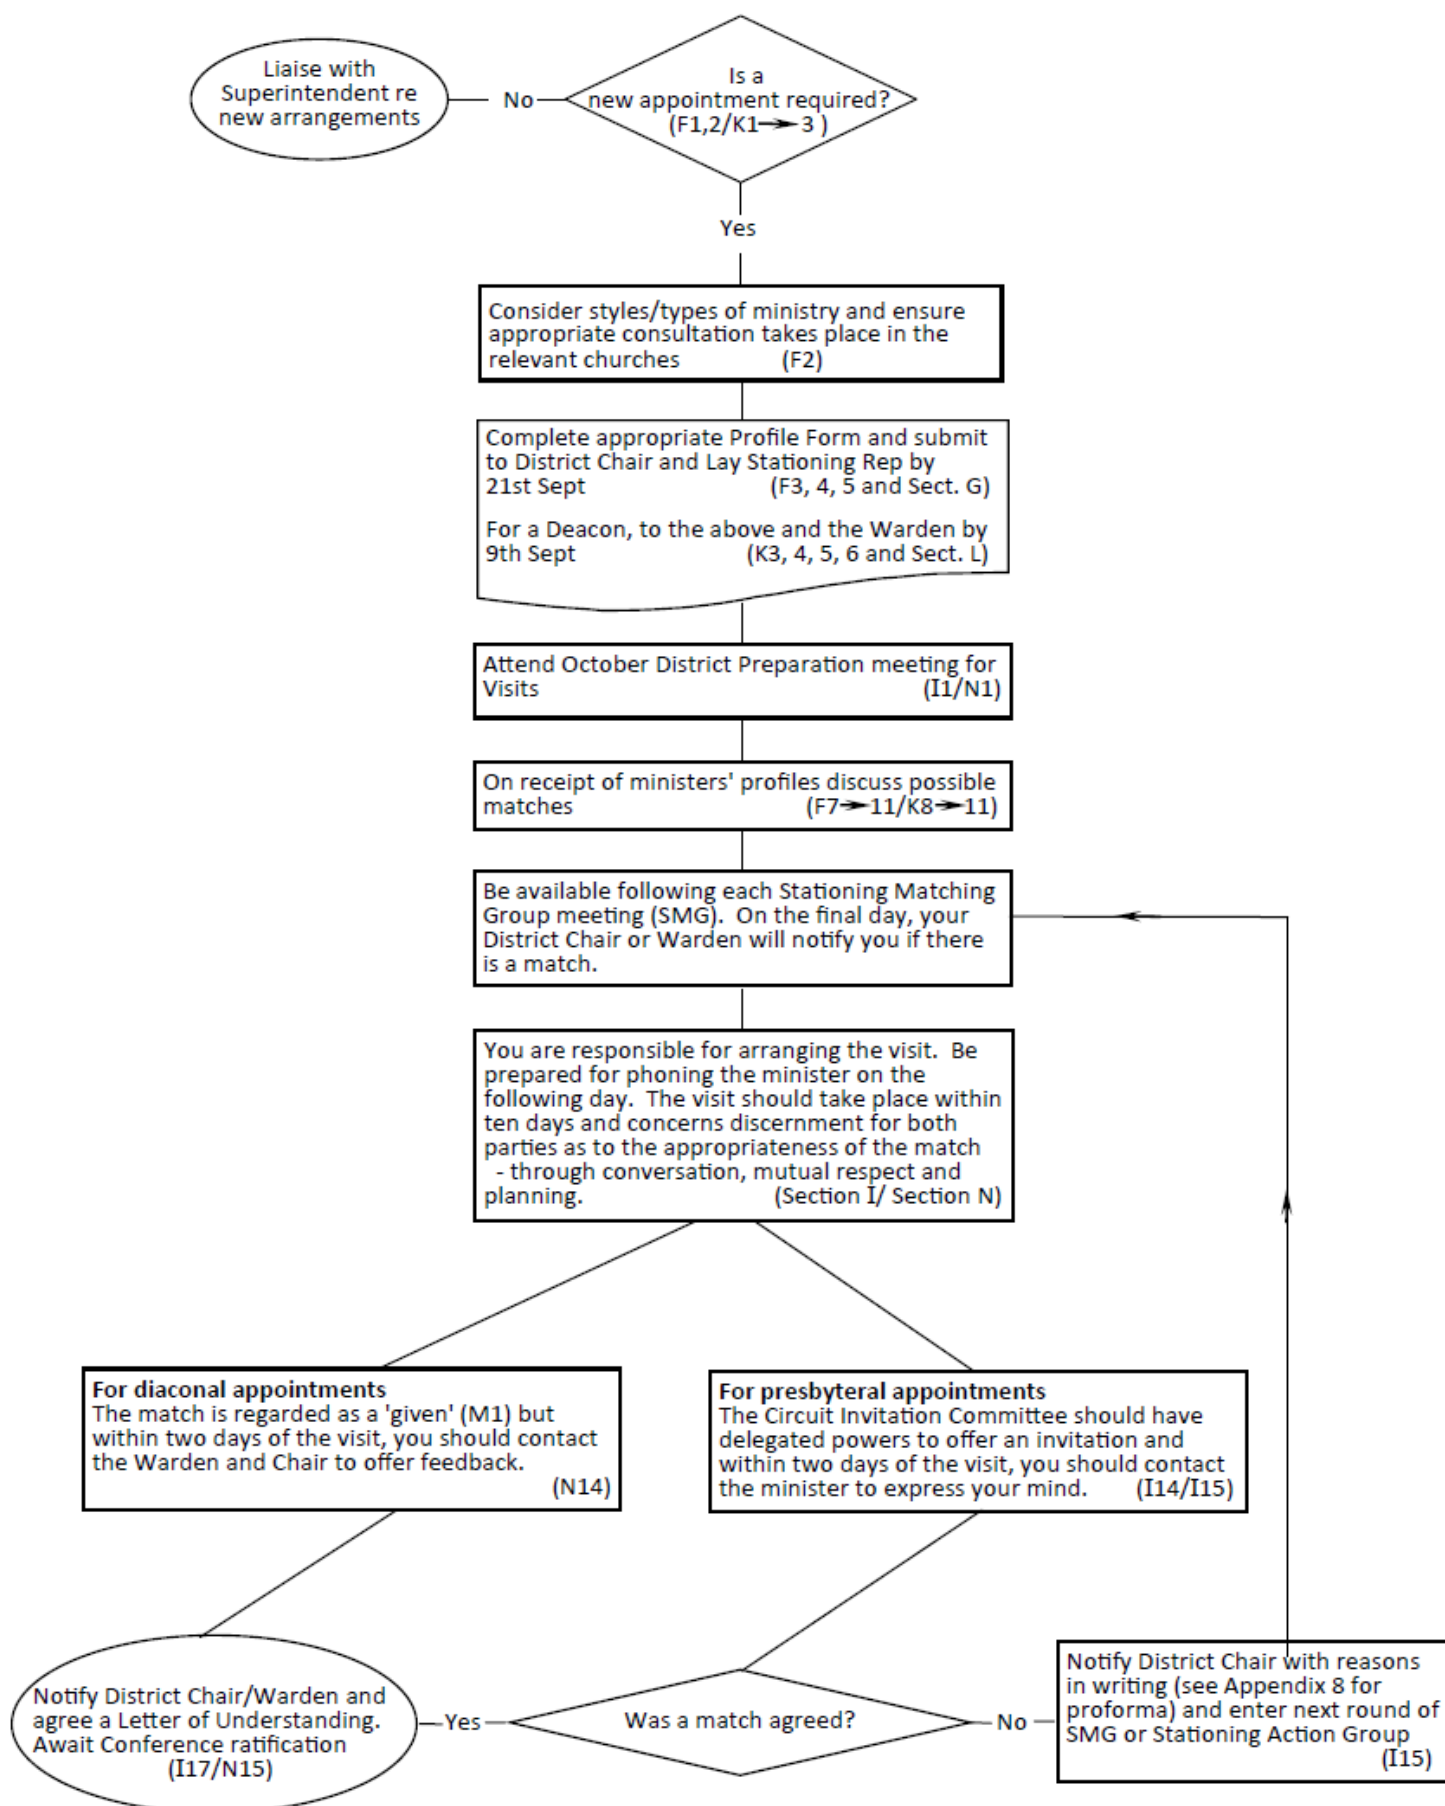 Liaise with
Superintendent re
new arrangements
No
Is a
new appointment required?
(F1,2/K1→3 )
Yes
Consider styles/types of ministry and ensure
appropriate consultation takes place in the
relevant churches (F2)
Complete appropriate Profile Form and submit
to District Chair and Lay Stationing Rep by
21st Sept (F3, 4, 5 and Sect. G)
For a Deacon, to the above and the Warden by
9th Sept (K3, 4, 5, 6 and Sect. L)
Attend October District Preparation meeting for
Visits (I1/N1)
On receipt of ministers' profiles discuss possible
matches (F7→11/K8→11)
Be available following each Stationing Matching
Group meeting (SMG). On the final day, your
District Chair or Warden will notify you if there
is a match.
You are responsible for arranging the visit. Be
prepared for phoning the minister on the
following day. The visit should take place within
ten days and concerns discernment for both
parties as to the appropriateness of the match
- through conversation, mutual respect and
planning. (Section I/ Section N)
For diaconal appointments
The match is regarded as a 'given' (M1) but
within two days of the visit, you should contact
the Warden and Chair to offer feedback.
(N14)
For presbyteral appointments
The Circuit Invitation Committee should have
delegated powers to offer an invitation and
within two days of the visit, you should contact
the minister to express your mind. (I14/I15)
Notify District Chair/Warden and
agree a Letter of Understanding.
Await Conference ratification
(I17/N15)
Yes
Was a match agreed?
No
Notify District Chair with reasons
in writing (see Appendix 8 for
proforma) and enter next round of
SMG or Stationing Action Group
(I15)